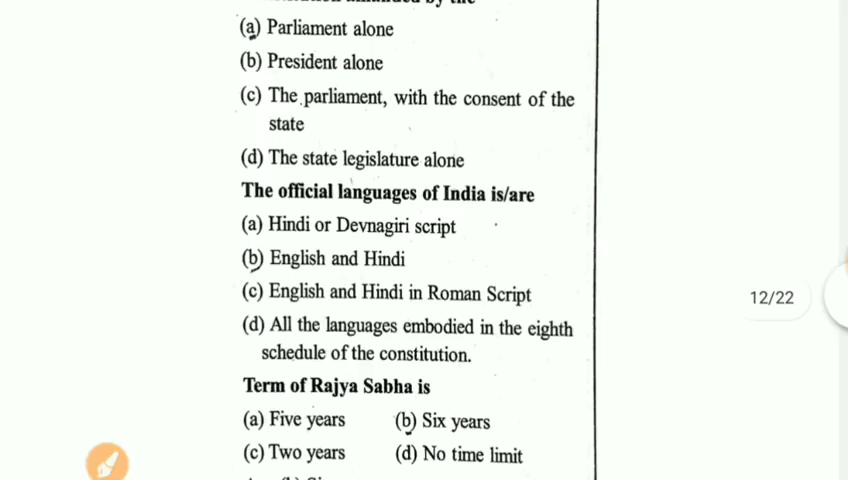 (a) Parliament alone
(b) President alone
(c) The parliament, with the consent of the
state
(d) The state legislature alone
The official languages of India is/are
(a) Hindi or Devnagiri script
(b) English and Hindi
(c) English and Hindi in Roman Script
(d) All the languages embodied in the eighth
schedule of the constitution.
Term of Rajya Sabha is
(a) Five years (b) Six years
(c) Two years (d) No time limit
12/22